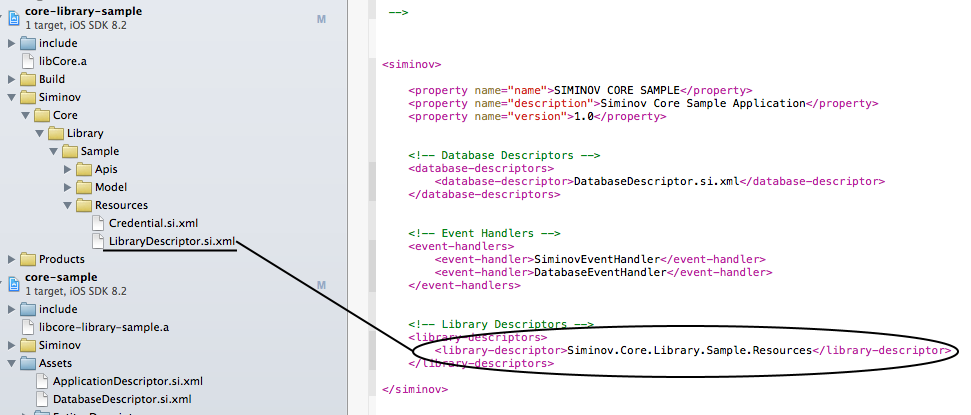 core-library-sample
1 target, iOS SDK 8.2
M
include
libCore.a
Build
Siminov
Core
Library
Sample
Apis
Model
Resources
Credential.si.xml
LibraryDescriptor.si.xml
Products
core-sample
1 target, iOS SDK 8.2
M
include
libcore-library-sample.a
Siminov
Assets
ApplicationDescriptor.si.xml
DatabaseDescriptor.si.xml
-->
<siminov>
<property name="name">SIMINOV CORE SAMPLE</property>
<property name="description">Siminov Core Sample Application</property>
<property name="version">1.0</property>
<!-- Database Descriptors -->
<database-descriptors>
<database-descriptor>DatabaseDescriptor.si.xml</database-descriptor>
</database-descriptors>
<!-- Event Handlers -->
<event-handlers>
<event-handler>SiminovEventHandler</event-handler>
<event-handler>DatabaseEventHandler</event-handler>
</event-handlers>
<!-- Library Descriptors -->
<library-descriptors>
<library-descriptor>Siminov.Core.Library.Sample.Resources</library-descriptor>
</library-descriptors>
</siminov>